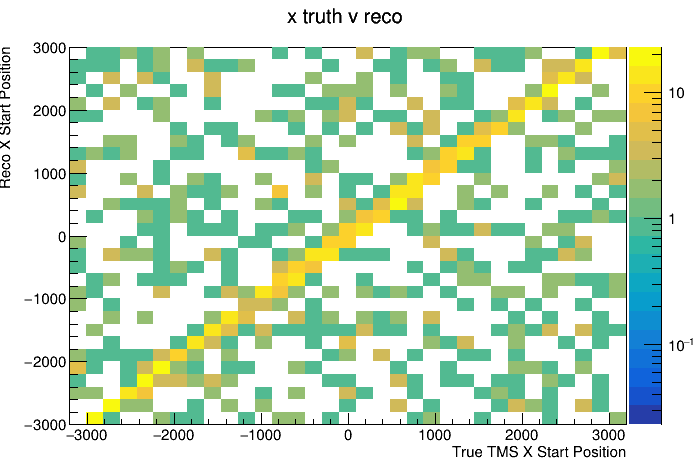 x truth v reco
Reco X Start Position
3000
2000
1000
0
−1000
−2000
−3000
−3000 −2000 −1000 0 1000 2000 3000
True TMS X Start Position
10
1
10⁻¹